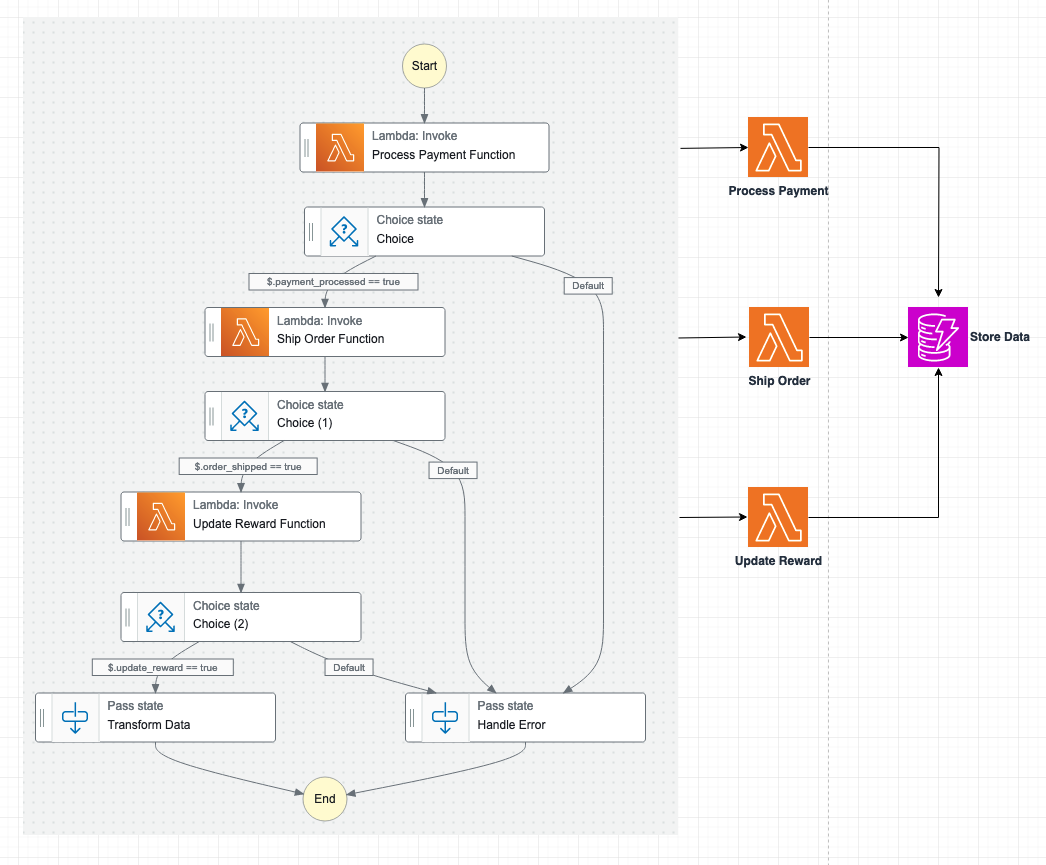 Start
Lambda: Invoke
Process Payment Function
Choice state
Choice
$.payment_processed == true
Default
Lambda: Invoke
Ship Order Function
Choice state
Choice (1)
$.order_shipped == true
Default
Lambda: Invoke
Update Reward Function
Choice state
Choice (2)
$.update_reward == true
Default
Pass state
Transform Data
Pass state
Handle Error
End
Process Payment
Ship Order
Store Data
Update Reward